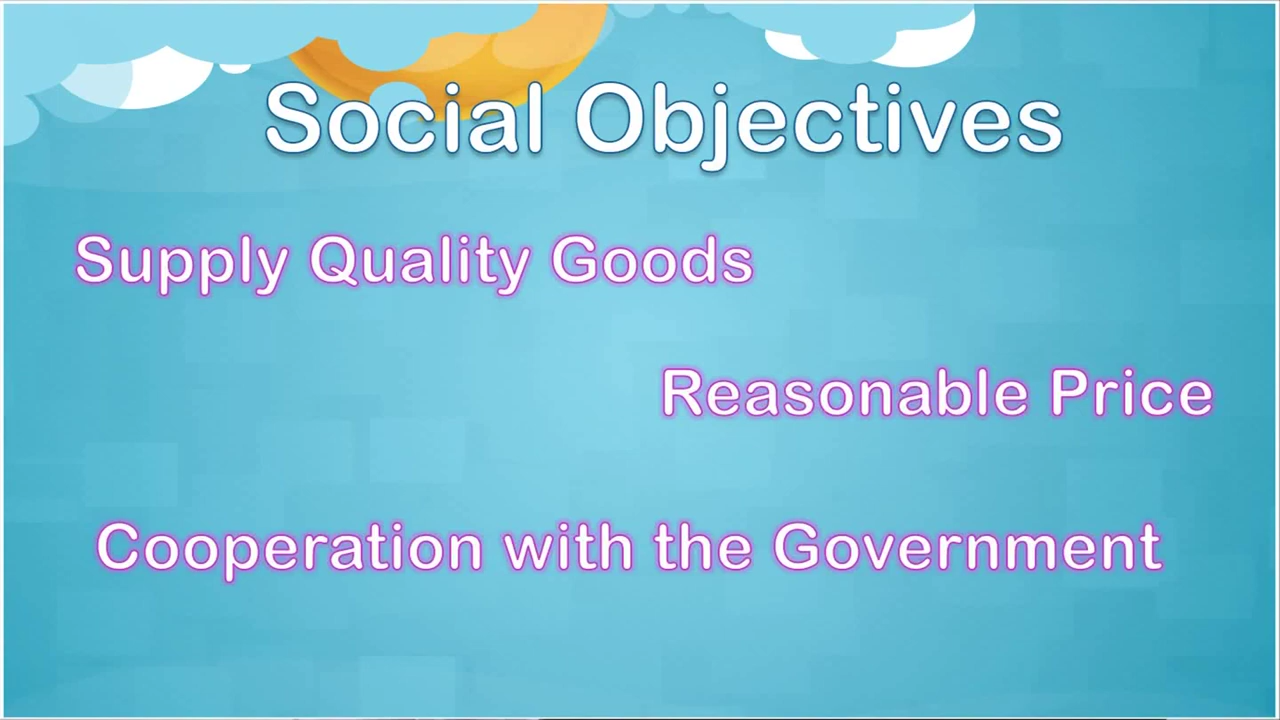 Social Objectives
Supply Quality Goods
Reasonable Price
Cooperation with the Government